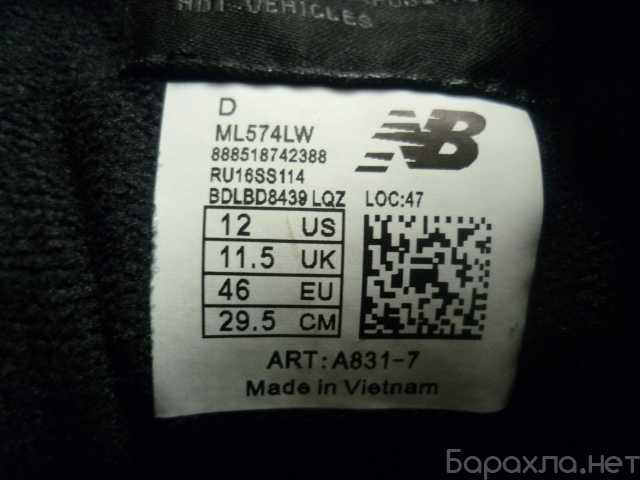 HDT-VEHICLES
D
ML574LW
888518742388
RU16SS114
BDLBD8439 LQZ LOC:47
NB
12 US
11.5 UK
46 EU
29.5 CM
ART: A831-7
Made in Vietnam
Барахла.нет